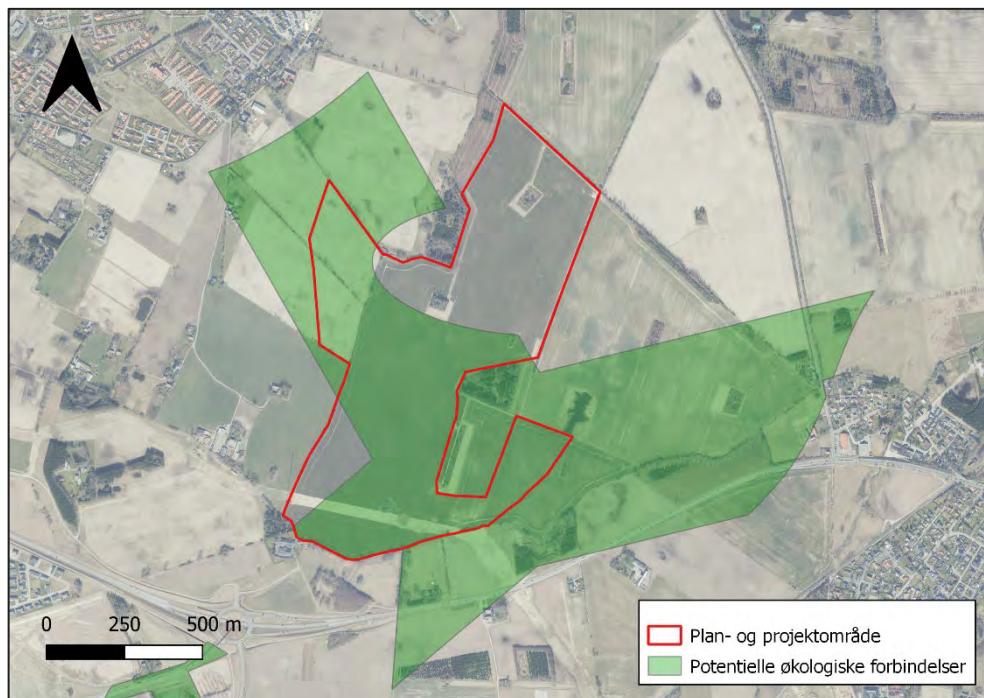 0 250 500 m
Plan- og projektområde
Potentielle økologiske forbindelser